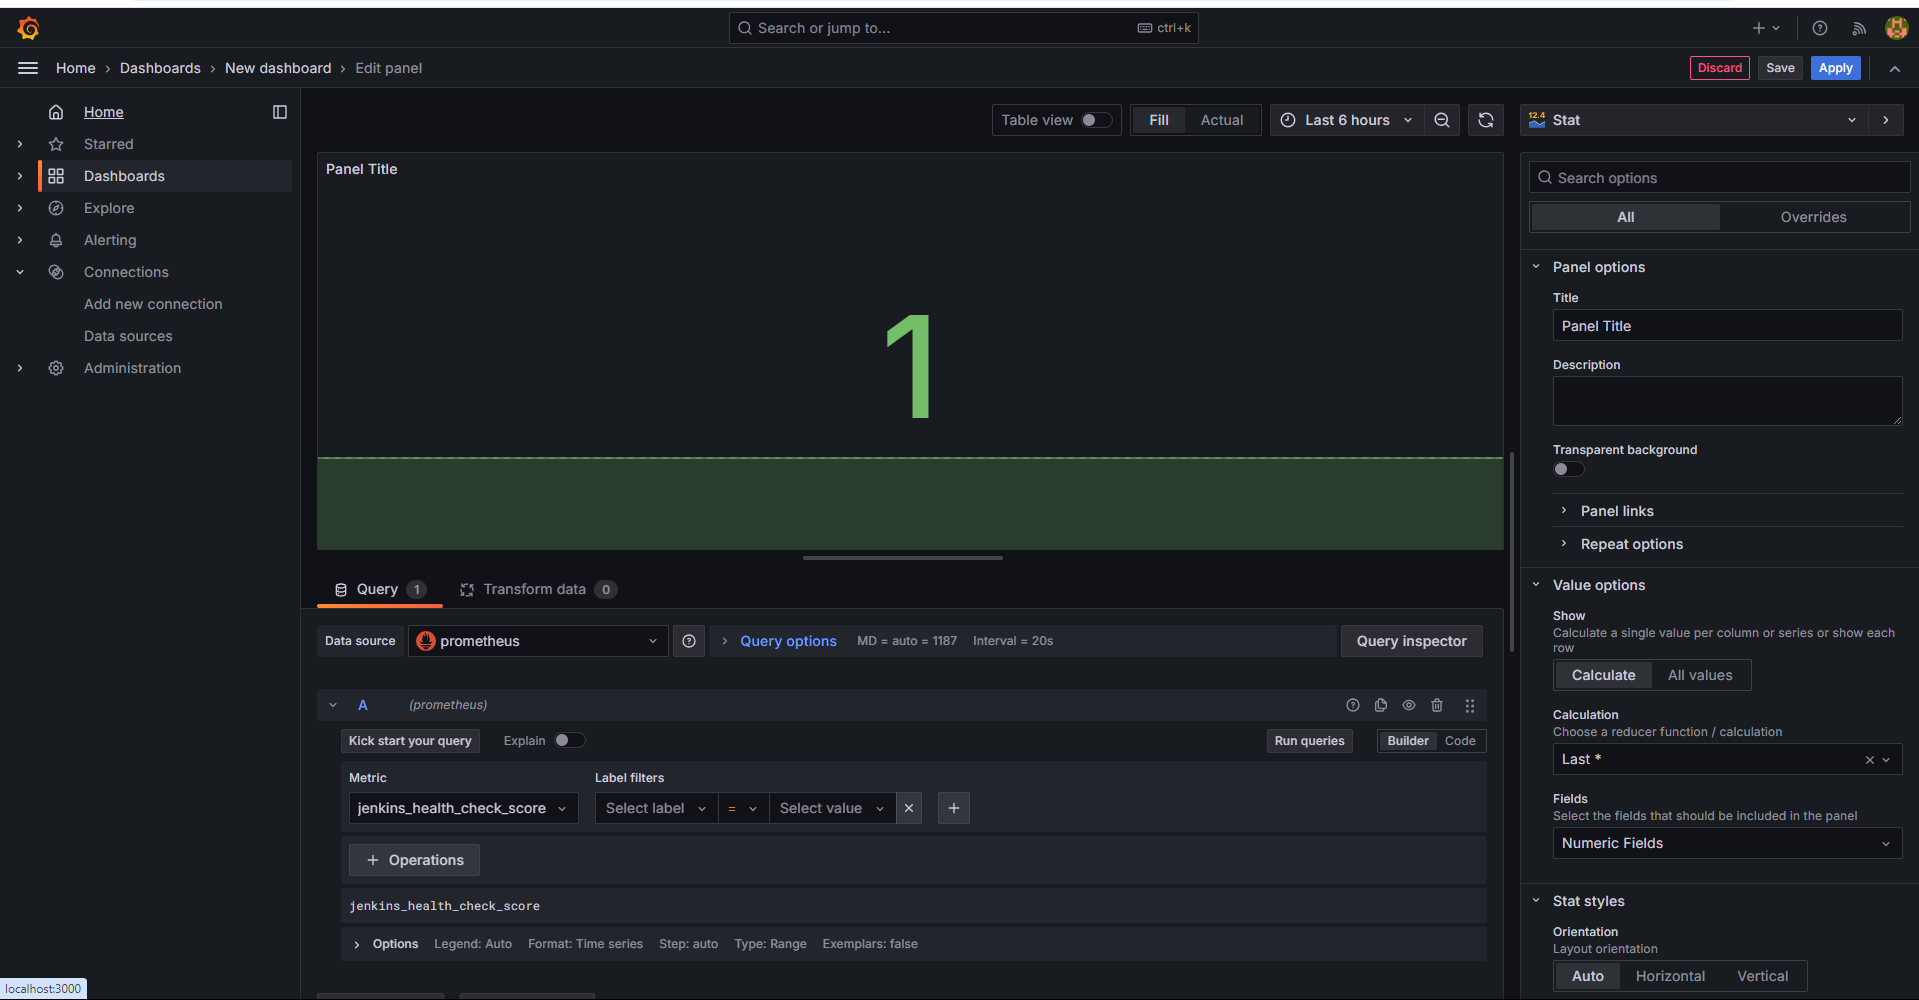 Search or jump to...
ctrl+k
Home › Dashboards › New dashboard › Edit panel
Discard
Save
Apply
Home
Starred
Dashboards
Explore
Alerting
Connections
Add new connection
Data sources
Administration
Table view
Fill
Actual
Last 6 hours
Panel Title
1
Query 1
Transform data 0
Data source
prometheus
Query options
MD = auto = 1187
Interval = 20s
Query inspector
A
(prometheus)
Kick start your query
Explain
Run queries
Builder
Code
Metric
Label filters
jenkins_health_check_score
Select label
=
Select value
+ Operations
jenkins_health_check_score
Options
Legend: Auto
Format: Time series
Step: auto
Type: Range
Exemplars: false
12.4
Stat
Search options
All
Overrides
Panel options
Title
Panel Title
Description
Transparent background
Panel links
Repeat options
Value options
Show
Calculate a single value per column or series or show each
row
Calculate
All values
Calculation
Choose a reducer function / calculation
Last *
Fields
Select the fields that should be included in the panel
Numeric Fields
Stat styles
Orientation
Layout orientation
Auto
Horizontal
Vertical
localhost:3000